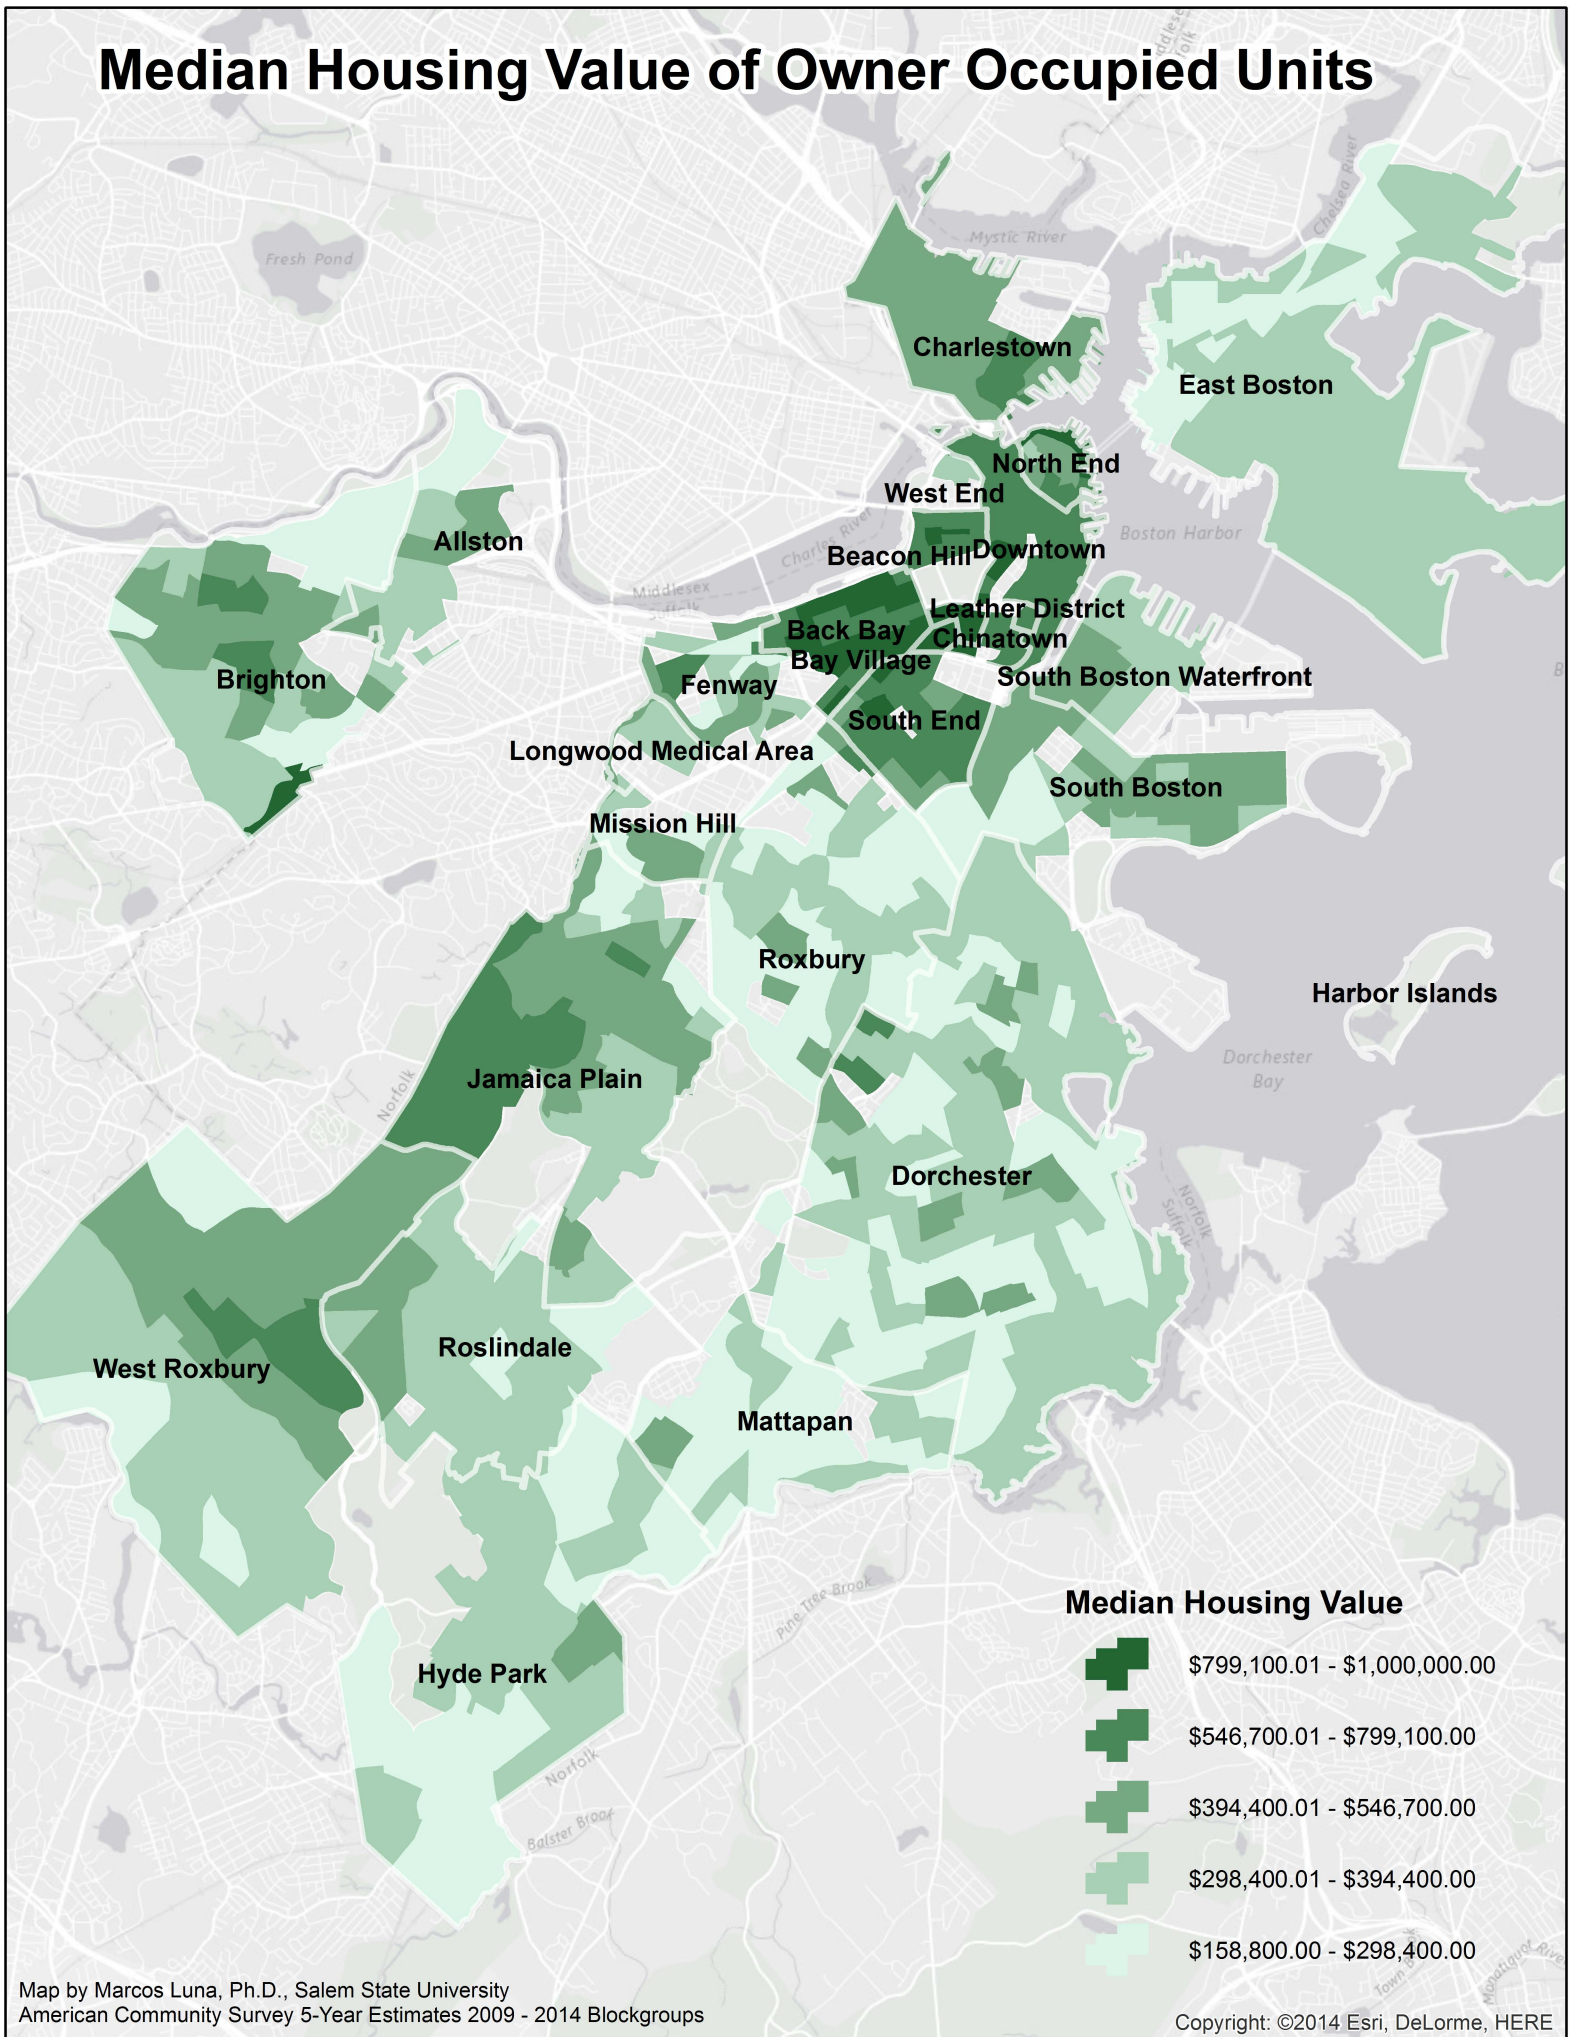 Median Housing Value of Owner Occupied Units
Mystic River
Chelsea River
Fresh Pond
Charlestown
East Boston
North End
West End
Allston
Charles River
Boston Harbor
Beacon Hill
Downtown
Middlesex
Suffolk
Leather District
Back Bay
Chinatown
Bay Village
Brighton
Fenway
South Boston Waterfront
South End
Longwood Medical Area
South Boston
Mission Hill
Roxbury
Harbor Islands
Dorchester
Bay
Jamaica Plain
Norfolk
Dorchester
Norfolk
Suffolk
Roslindale
West Roxbury
Mattapan
Pine Tree Brook
Hyde Park
Norfolk
Balster Brook
Median Housing Value
$799,100.01 - $1,000,000.00
$546,700.01 - $799,100.00
$394,400.01 - $546,700.00
$298,400.01 - $394,400.00
$158,800.00 - $298,400.00
Town Brook
Monatiquot River
Map by Marcos Luna, Ph.D., Salem State University
American Community Survey 5-Year Estimates 2009 - 2014 Blockgroups
Copyright: ©2014 Esri, DeLorme, HERE